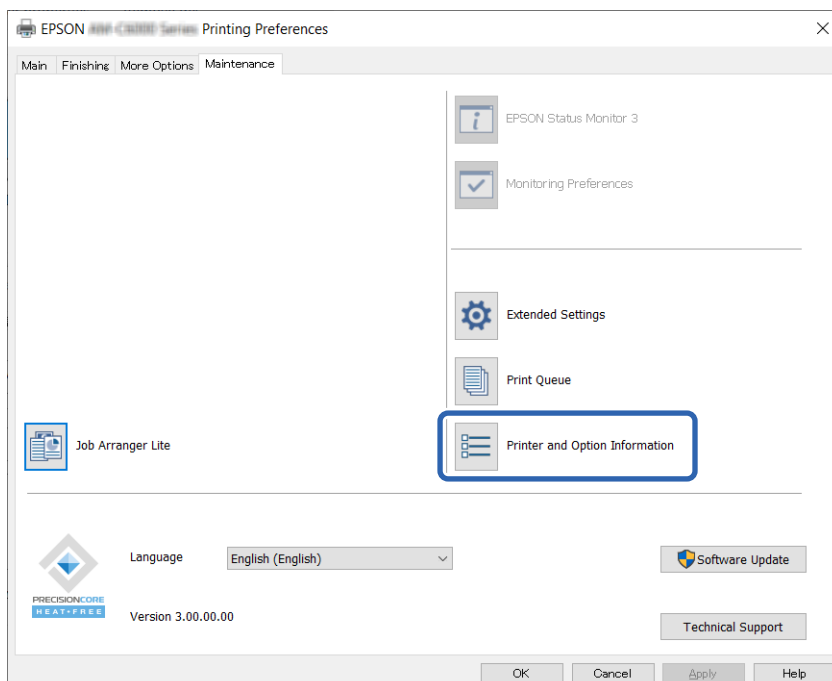 EPSON Printing Preferences
Main Finishing More Options Maintenance
EPSON Status Monitor 3
Monitoring Preferences
Extended Settings
Print Queue
Job Arranger Lite
Printer and Option Information
Language
English (English)
Software Update
PRECISIONCORE
HEAT-FREE
Version 3.00.00.00
Technical Support
OK Cancel Apply Help